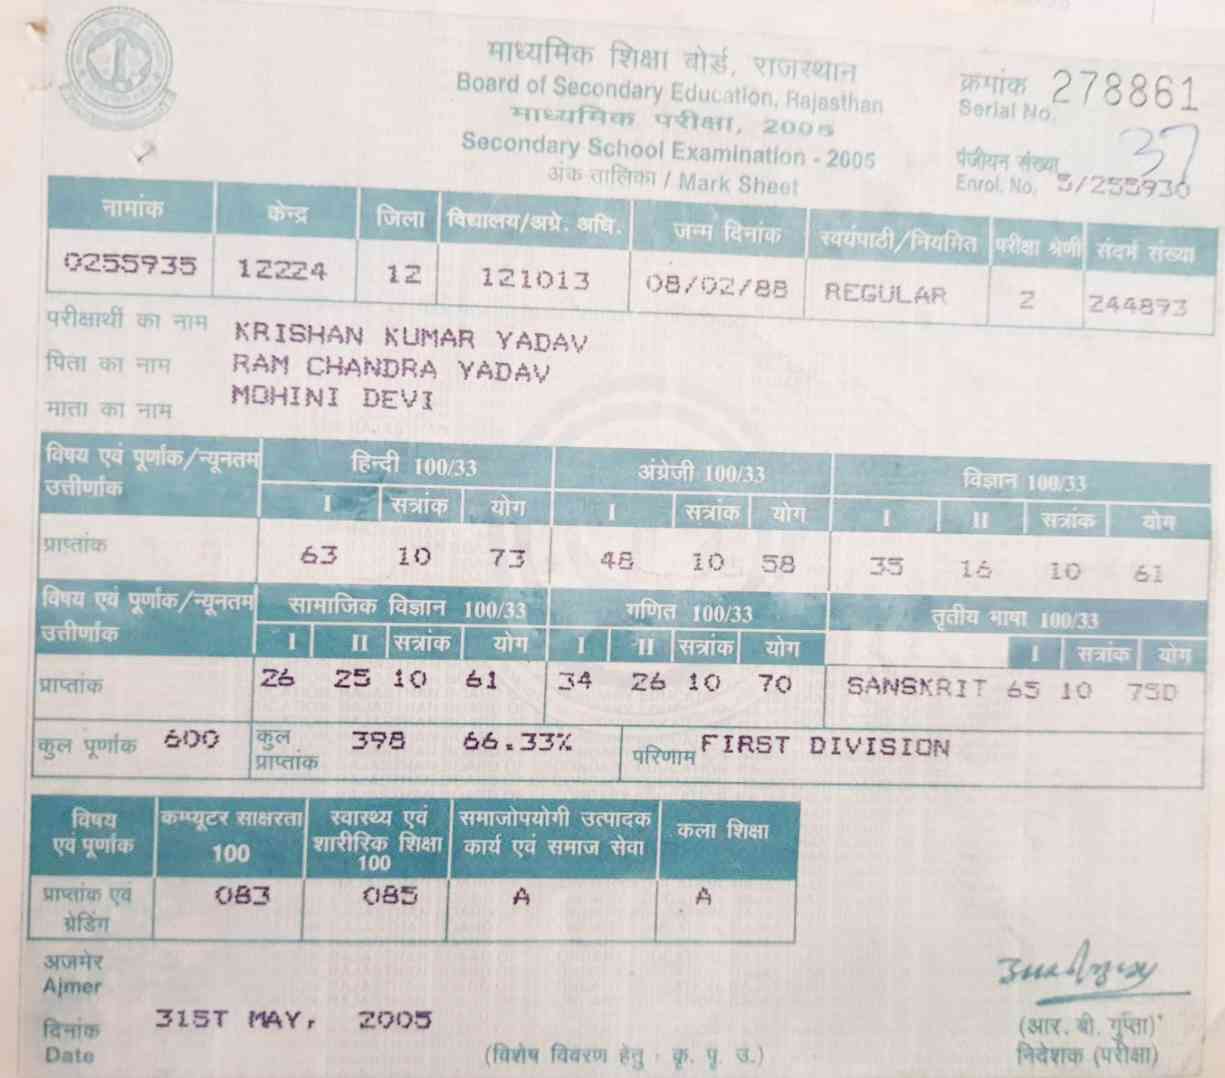 माध्यमिक शिक्षा बोर्ड, राजस्थान
Board of Secondary Education, Rajasthan
माध्यमिक परीक्षा, 2005
Secondary School Examination - 2005
अंक तालिका / Mark Sheet
क्रमांक 278861
Serial No.
37
पंजीयन संख्या
Enrol. No. 5/255930
नामांक केन्द्र जिला विद्यालय/अग्रे. अधि. जन्म दिनांक स्वयंपाठी/नियमित परीक्षा श्रेणी संदर्भ संख्या
0255935 12224 12 121013 08/02/88 REGULAR 2 244893
परीक्षार्थी का नाम KRISHAN KUMAR YADAV
पिता का नाम RAM CHANDRA YADAV
माता का नाम MOHINI DEVI
विषय एवं पूर्णांक/न्यूनतम उत्तीर्णांक हिन्दी 100/33 अंग्रेजी 100/33 विज्ञान 100/33
I सत्रांक योग I सत्रांक योग I II सत्रांक योग
प्राप्तांक 63 10 73 48 10 58 35 16 10 61
विषय एवं पूर्णांक/न्यूनतम उत्तीर्णांक सामाजिक विज्ञान 100/33 गणित 100/33 तृतीय भाषा 100/33
I II सत्रांक योग I II सत्रांक योग I सत्रांक योग
प्राप्तांक 26 25 10 61 34 26 10 70 SANSKRIT 65 10 75D
कुल पूर्णांक 600 कुल प्राप्तांक 398 66.33% परिणाम FIRST DIVISION
विषय एवं पूर्णांक कम्प्यूटर साक्षरता 100 स्वास्थ्य एवं शारीरिक शिक्षा 100 समाजोपयोगी उत्पादक कार्य एवं समाज सेवा कला शिक्षा
प्राप्तांक एवं ग्रेडिंग 083 085 A A
अजमेर
Ajmer
दिनांक 31ST MAY, 2005
Date
(विशेष विवरण हेतु कृ. पृ. उ.)
(आर. बी. गुप्ता)
निदेशक (परीक्षा)